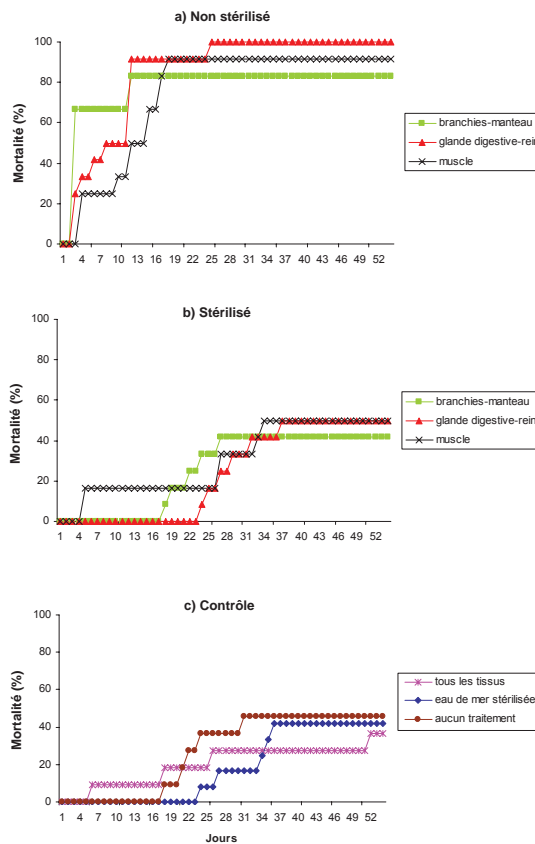 a) Non stérilisé
Mortalité (%)
100
80
60
40
20
0
1 4 7 10 13 16 19 22 25 28 31 34 37 40 43 46 49 52
branchies-manteau
glande digestive-rein
muscle
b) Stérilisé
Mortalité (%)
100
80
60
40
20
0
1 4 7 10 13 16 19 22 25 28 31 34 37 40 43 46 49 52
branchies-manteau
glande digestive-rein
muscle
c) Contrôle
Mortalité (%)
100
80
60
40
20
0
1 4 7 10 13 16 19 22 25 28 31 34 37 40 43 46 49 52
Jours
tous les tissus
eau de mer stérilisée
aucun traitement